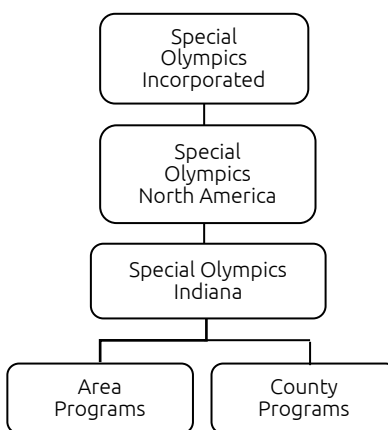 Special
Olympics
Incorporated
Special
Olympics
North America
Special Olympics
Indiana
Area
Programs
County
Programs